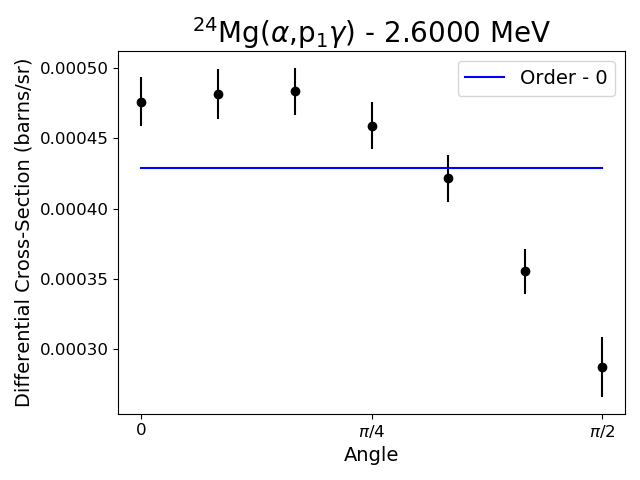 ²⁴Mg(α,p₁γ) - 2.6000 MeV
Order - 0
Differential Cross-Section (barns/sr)
0.00050
0.00045
0.00040
0.00035
0.00030
0 π/4 π/2
Angle